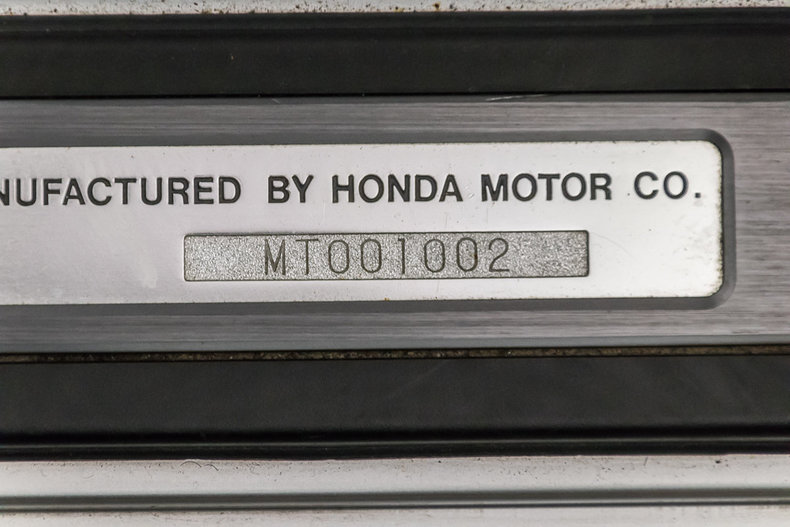 NUFACTURED BY HONDA MOTOR CO.
MT001002